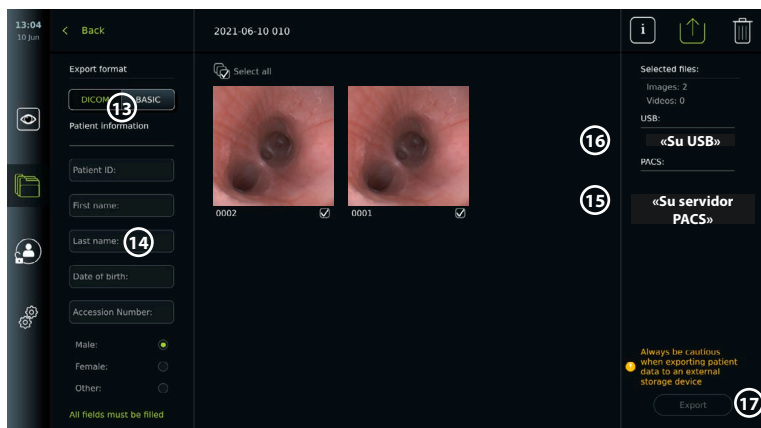 13:04
10 Jun
Back
2021-06-10 010
i
Export format
DICOM
BASIC
13
Patient information
Patient ID:
First name:
Last name:
14
Date of birth:
Accession Number:
Male:
Female:
Other:
All fields must be filled
Select all
0002
0001
Selected files:
Images: 2
Videos: 0
USB:
16
«Su USB»
PACS:
15
«Su servidor
PACS»
Always be cautious
when exporting patient
data to an external
storage device
Export
17